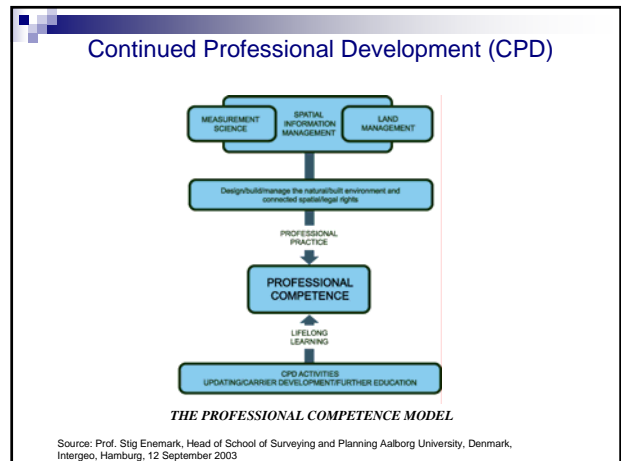 Continued Professional Development (CPD)
MEASUREMENT
SCIENCE
SPATIAL
INFORMATION
MANAGEMENT
LAND
MANAGEMENT
Design/build/manage the natural/built environment and
connected spatial/legal rights
PROFESSIONAL
PRACTICE
PROFESSIONAL
COMPETENCE
LIFELONG
LEARNING
CPD ACTIVITIES
UPDATING/CARRIER DEVELOPMENT/FURTHER EDUCATION
THE PROFESSIONAL COMPETENCE MODEL
Source: Prof. Stig Enemark, Head of School of Surveying and Planning Aalborg University, Denmark,
Intergeo, Hamburg, 12 September 2003